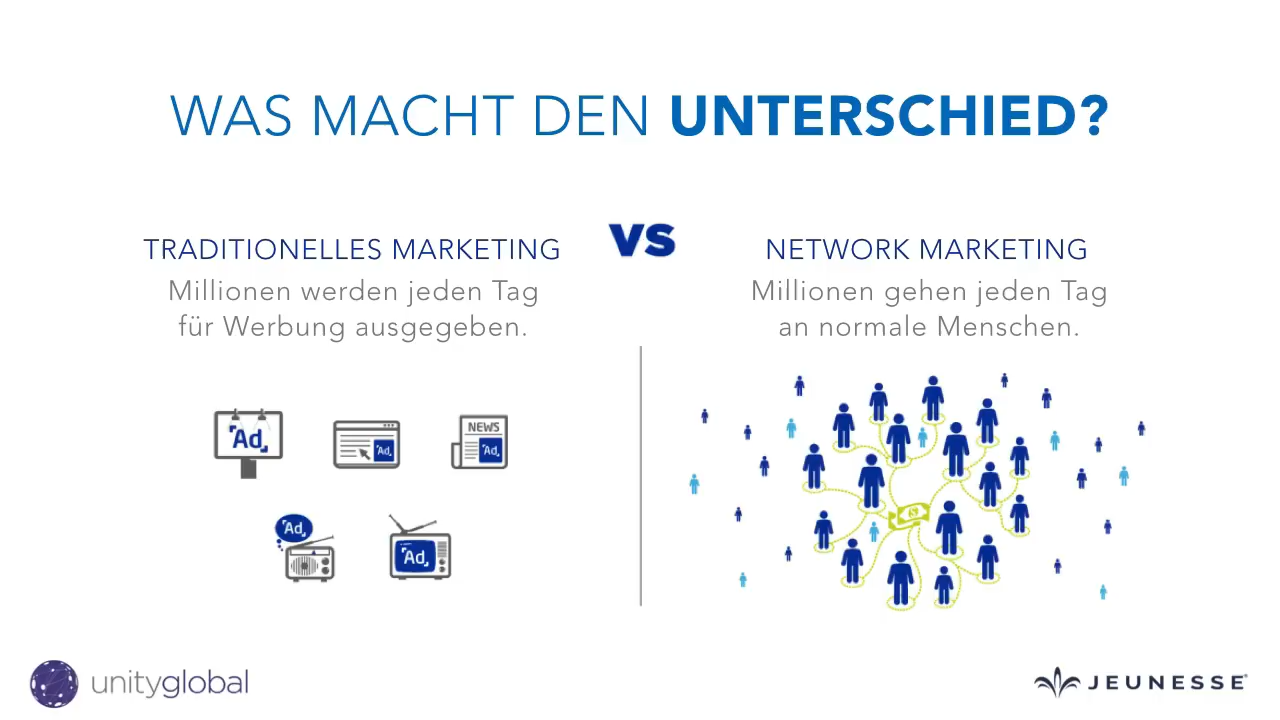 WAS MACHT DEN UNTERSCHIED?
VS
TRADITIONELLES MARKETING
Millionen werden jeden Tag
für Werbung ausgegeben.
NETWORK MARKETING
Millionen gehen jeden Tag
an normale Menschen.
Ad
Ad
NEWS
Ad
Ad
Ad
$
unityglobal
JEUNESSE®